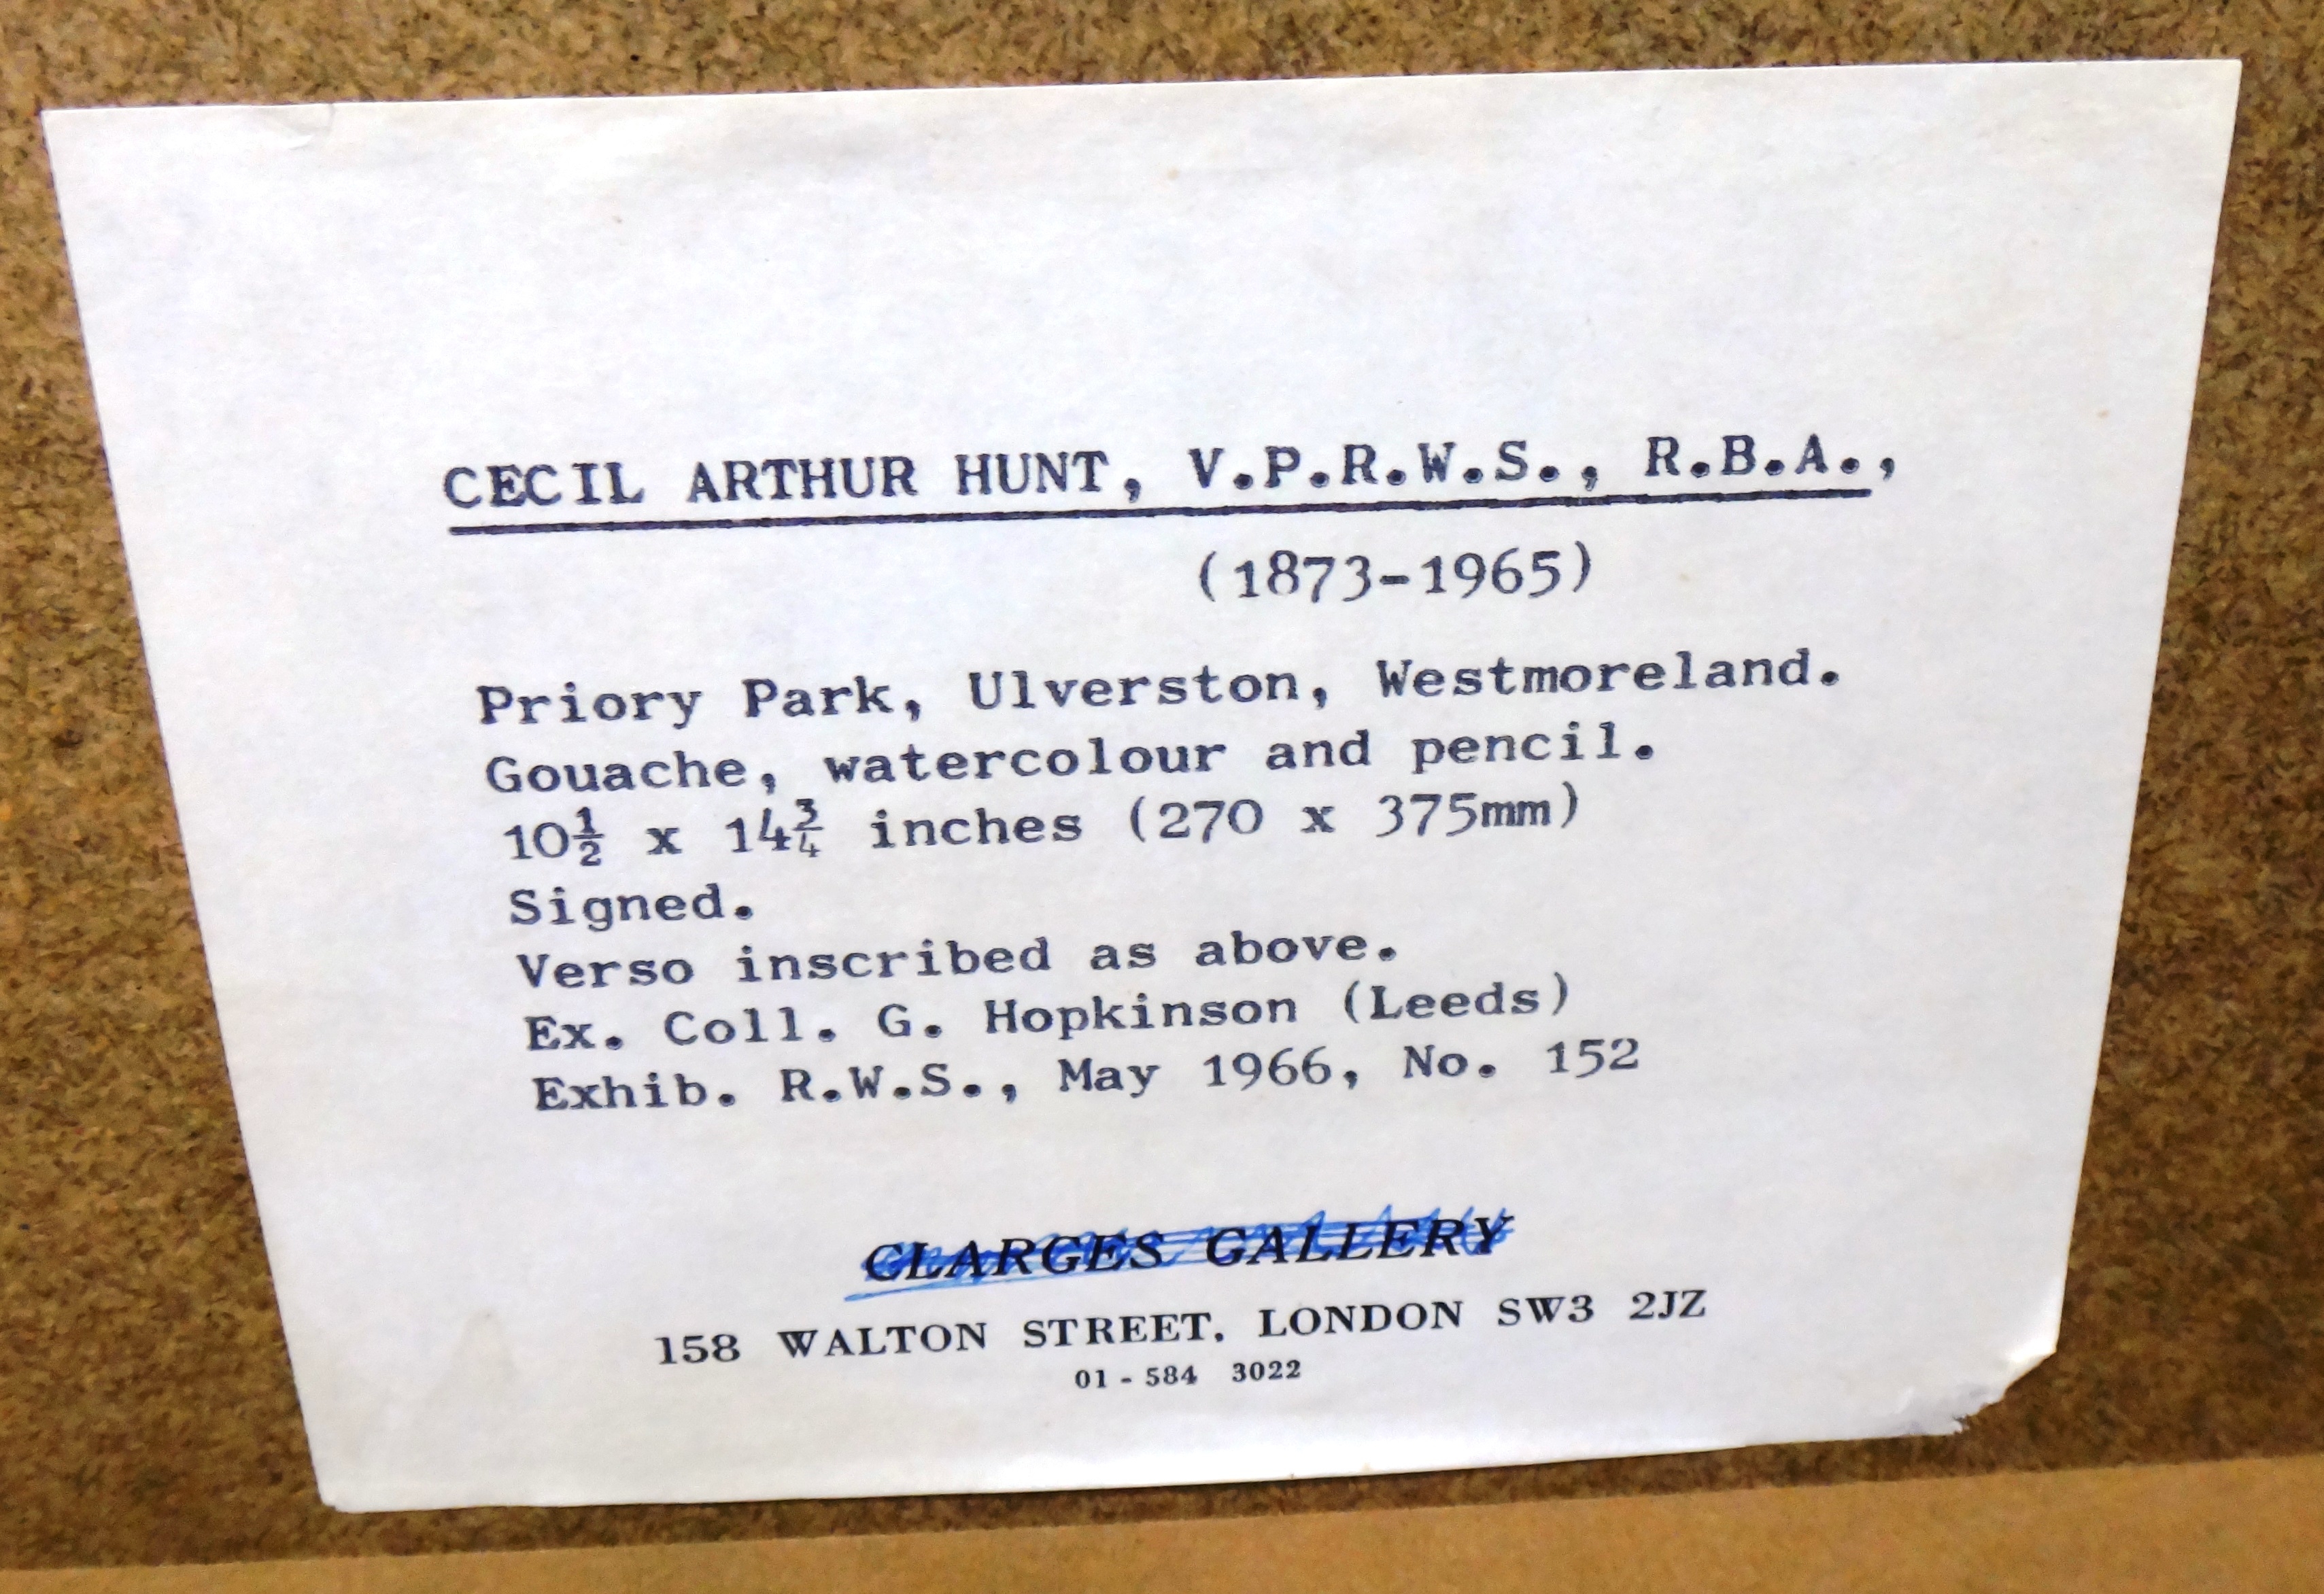 CECIL ARTHUR HUNT, V.P.R.W.S., R.B.A.,
(1873-1965)
Priory Park, Ulverston, Westmoreland.
Gouache, watercolour and pencil.
10½ x 14¾ inches (270 x 375mm)
Signed.
Verso inscribed as above.
Ex. Coll. G. Hopkinson (Leeds)
Exhib. R.W.S., May 1966, No. 152
CLARGES GALLERY
158 WALTON STREET, LONDON SW3 2JZ
01 - 584 3022